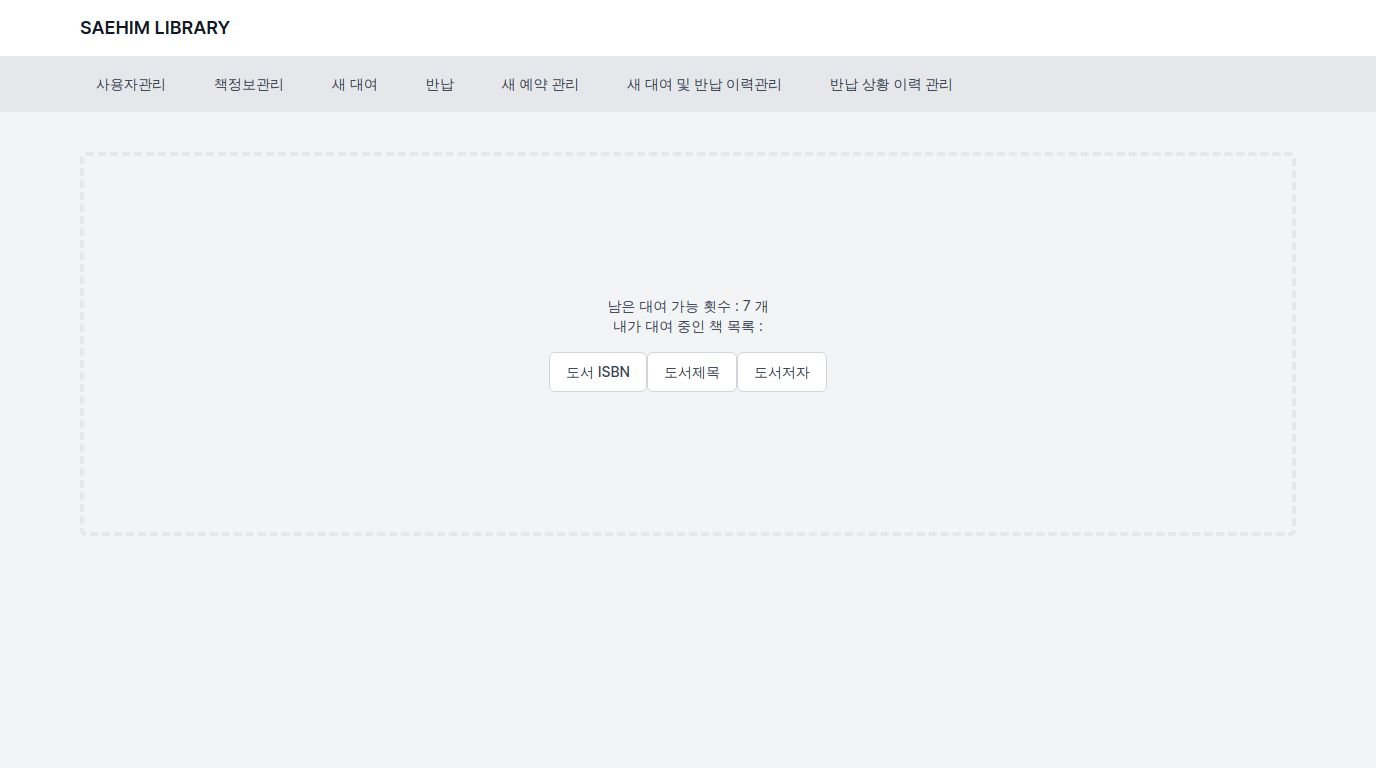 SAEHIM LIBRARY
사용자관리 책정보관리 새 대여 반납 새 예약 관리 새 대여 및 반납 이력관리 반납 상황 이력 관리
남은 대여 가능 횟수 : 7 개
내가 대여 중인 책 목록 :
도서 ISBN 도서제목 도서저자